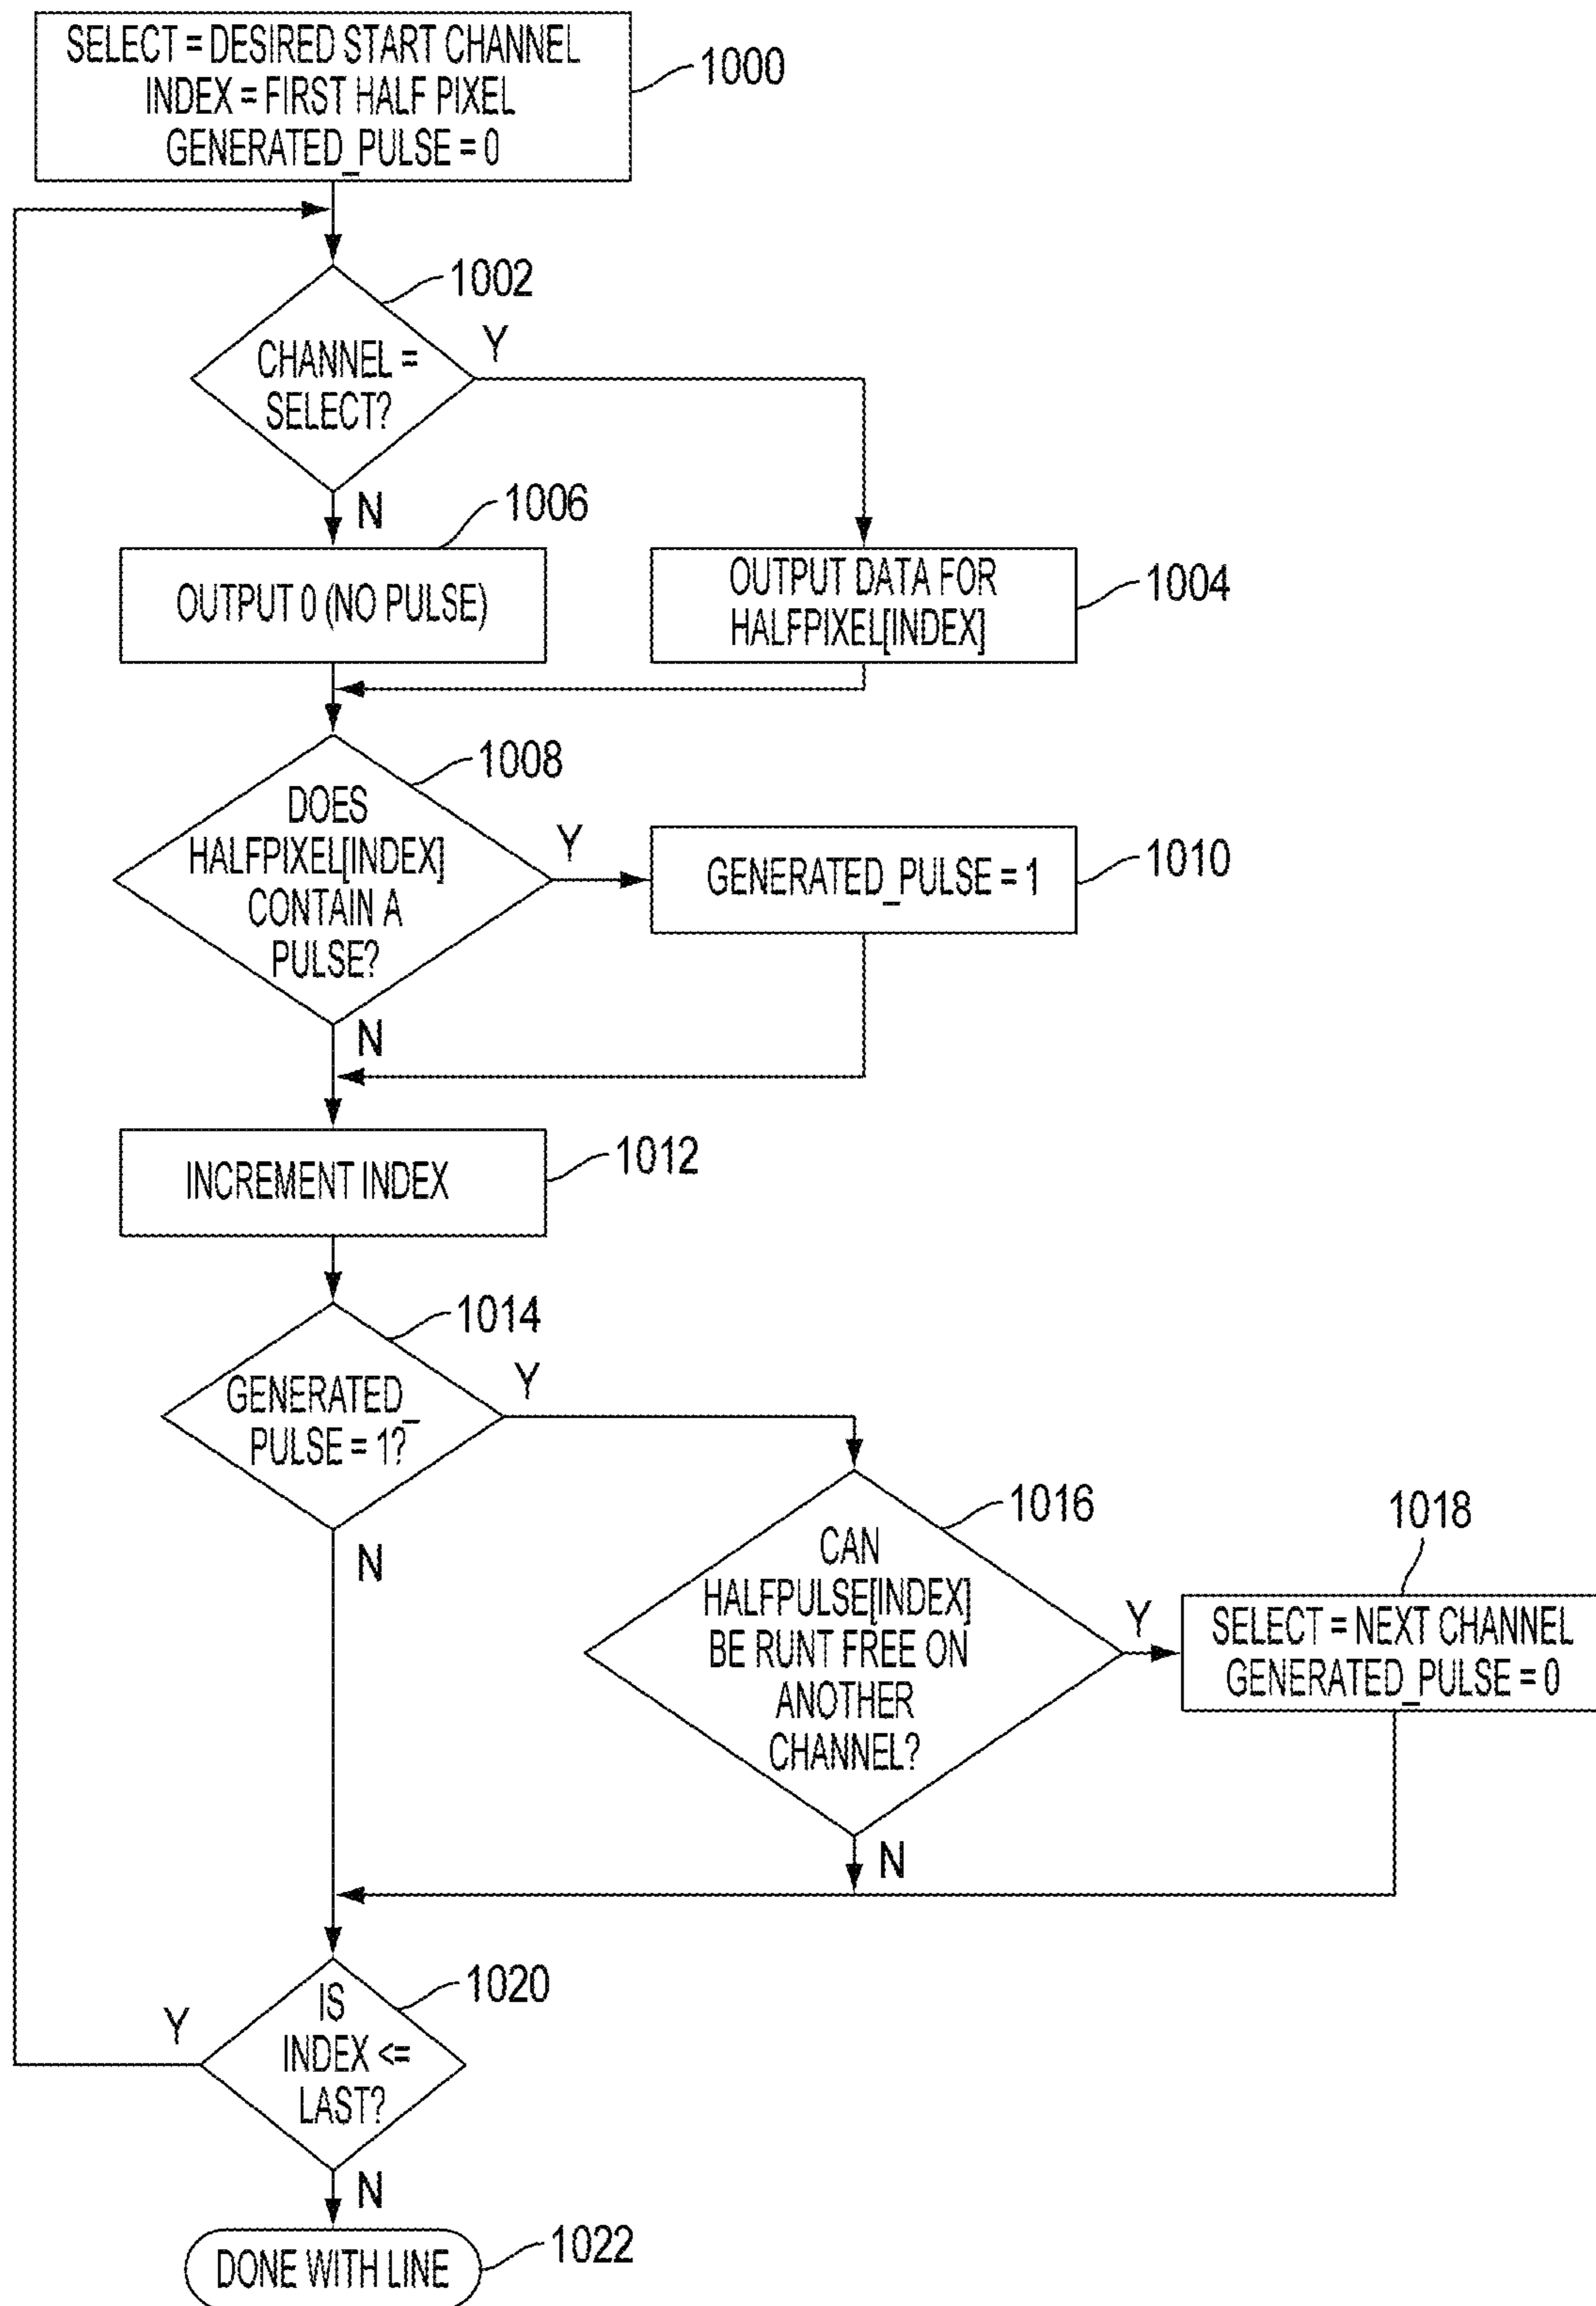 SELECT = DESIRED START CHANNEL
INDEX = FIRST HALF PIXEL
GENERATED_PULSE = 0
1000
1002
CHANNEL =
SELECT?
Y
N
1006
OUTPUT 0 (NO PULSE)
OUTPUT DATA FOR
HALFPIXEL[INDEX]
1004
1008
DOES
HALFPIXEL[INDEX]
CONTAIN A
PULSE?
Y
N
GENERATED_PULSE = 1
1010
INCREMENT INDEX
1012
1014
GENERATED_
PULSE = 1?
Y
N
1016
CAN
HALFPULSE[INDEX]
BE RUNT FREE ON
ANOTHER
CHANNEL?
Y
N
1018
SELECT = NEXT CHANNEL
GENERATED_PULSE = 0
1020
IS
INDEX <=
LAST?
Y
N
DONE WITH LINE
1022